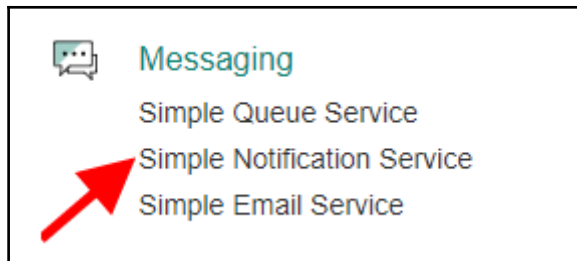 Messaging
Simple Queue Service
Simple Notification Service
Simple Email Service